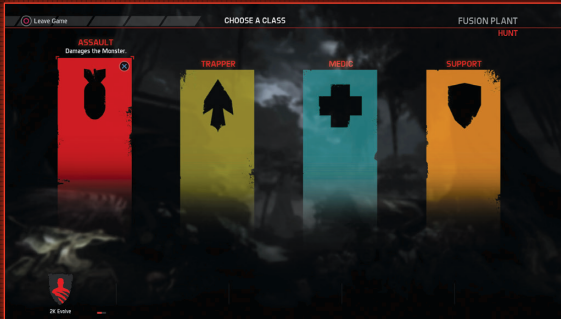 Leave Game
CHOOSE A CLASS
FUSION PLANT
HUNT
ASSAULT
Damages the Monster.
TRAPPER
MEDIC
SUPPORT
2K Evolve